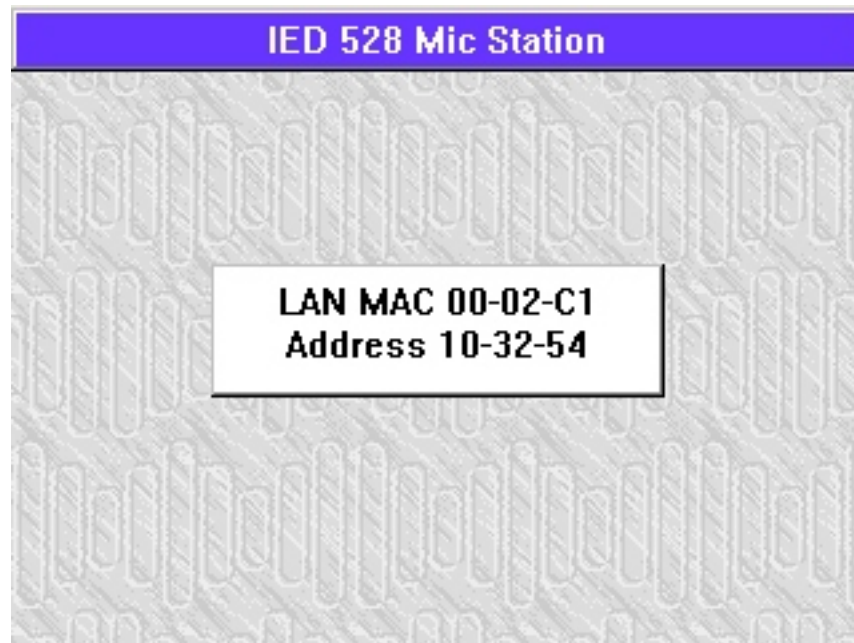 IED 528 Mic Station
LAN MAC 00-02-C1
Address 10-32-54